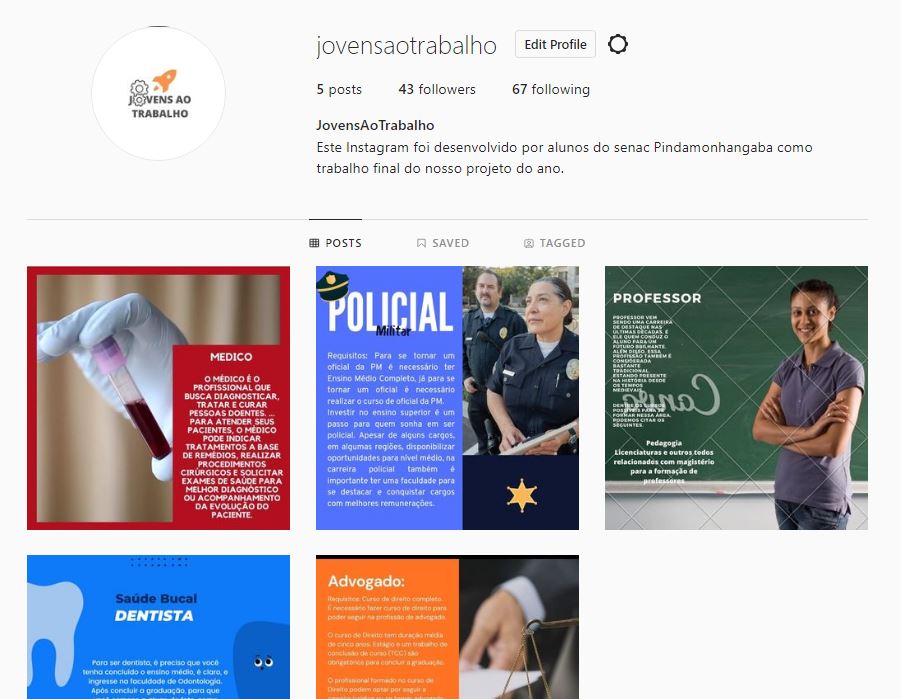 jovensaotrabalho
Edit Profile
5 posts
43 followers
67 following
JOVENS AO
TRABALHO
JovensAoTrabalho
Este Instagram foi desenvolvido por alunos do senac Pindamonhangaba como
trabalho final do nosso projeto do ano.
POSTS
SAVED
TAGGED
MEDICO
O MÉDICO É O
PROFISSIONAL QUE
BUSCA DIAGNOSTICAR,
TRATAR E CURAR
PESSOAS DOENTES. ...
PARA ATENDER SEUS
PACIENTES, O MÉDICO
PODE INDICAR
TRATAMENTOS A BASE
DE REMÉDIOS, REALIZAR
PROCEDIMENTOS
CIRÚRGICOS E SOLICITAR
EXAMES DE SAÚDE PARA
MELHOR DIAGNÓSTICO
OU ACOMPANHAMENTO
DA EVOLUÇÃO DO
PACIENTE.
POLICIAL
Militar
Requisitos: Para se tornar um
oficial da PM é necessário ter
Ensino Médio Completo, já para se
tornar um oficial é necessário
realizar o curso de oficial da PM.
Investir no ensino superior é um
passo para quem sonha em ser
policial. Apesar de alguns cargos,
em algumas regiões, disponibilizar
oportunidades para nível médio, na
carreira policial também é
importante ter uma faculdade para
se destacar e conquistar cargos
com melhores remunerações.
PROFESSOR
PROFESSOR VEM
SENDO UMA CARREIRA
DE DESTAQUE NAS
ÚLTIMAS DÉCADAS. É
ELE QUEM CONDUZ O
ALUNO PARA UM
FUTURO BRILHANTE.
ALÉM DISSO, ESSA
PROFISSÃO TAMBÉM É
CONSIDERADA
BASTANTE
TRADICIONAL,
ESTANDO PRESENTE
NA HISTÓRIA DESDE
OS TEMPOS
MEDIEVAIS.
DENTRE OS CURSOS
POSSÍVEIS PARA SE
FORMAR NESSA ÁREA,
PODEMOS CITAR OS
SEGUINTES:
Canva
Pedagogia
Licenciaturas e outros todos
relacionados com magistério
para a formação de
professores
Saúde Bucal
DENTISTA
Para ser dentista, é preciso que você
tenha concluído o ensino médio, é claro, e
ingresse na faculdade de Odontologia.
Após concluir a graduação, para que
Advogado:
Requisitos: Curso de direito completo.
É necessário fazer curso de direito para
poder seguir na profissão de advogado.
O curso de Direito tem duração média
de cinco anos. Estágio e um trabalho de
conclusão de curso (TCC) são
obrigatórios para concluir a graduação.
O profissional formado no curso de
Direito podem optar por seguir a